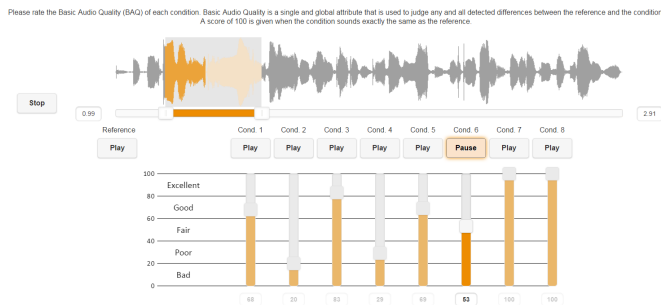 Please rate the Basic Audio Quality (BAQ) of each condition. Basic Audio Quality is a single and global attribute that is used to judge any and all detected differences between the reference and the condition
A score of 100 is given when the condition sounds exactly the same as the reference.
Stop
0.99
2.91
Reference Cond. 1 Cond. 2 Cond. 3 Cond. 4 Cond. 5 Cond. 6 Cond. 7 Cond. 8
Play Play Play Play Play Play Pause Play Play
100
Excellent
80
Good
60
Fair
40
Poor
20
Bad
0
20 83 29 53 100 100